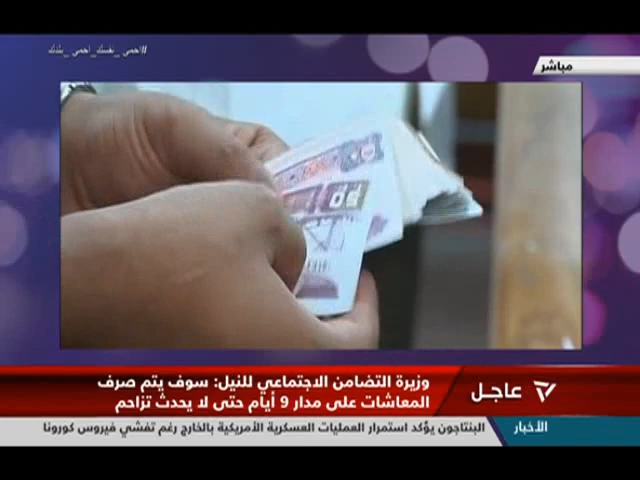 #احمى_نفسك_احمى_بلدك
مباشر
عاجل
وزيرة التضامن الاجتماعي للنيل: سوف يتم صرف
المعاشات على مدار 9 أيام حتى لا يحدث تزاحم
الأخبار
البنتاجون يؤكد استمرار العمليات العسكرية الأمريكية بالخارج رغم تفشي فيروس كورونا